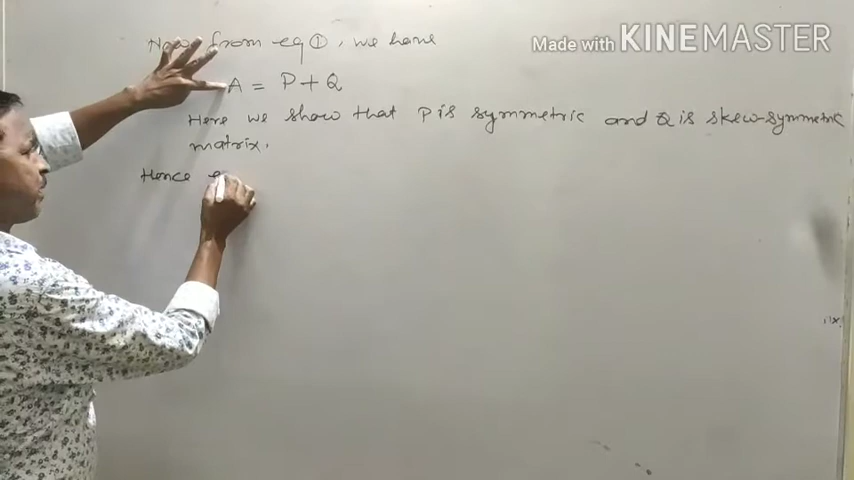 Now from eq ①, we have
Made with KINEMASTER
A = P + Q
Here we show that P is symmetric and Q is skew-symmetric
matrix.
Hence e